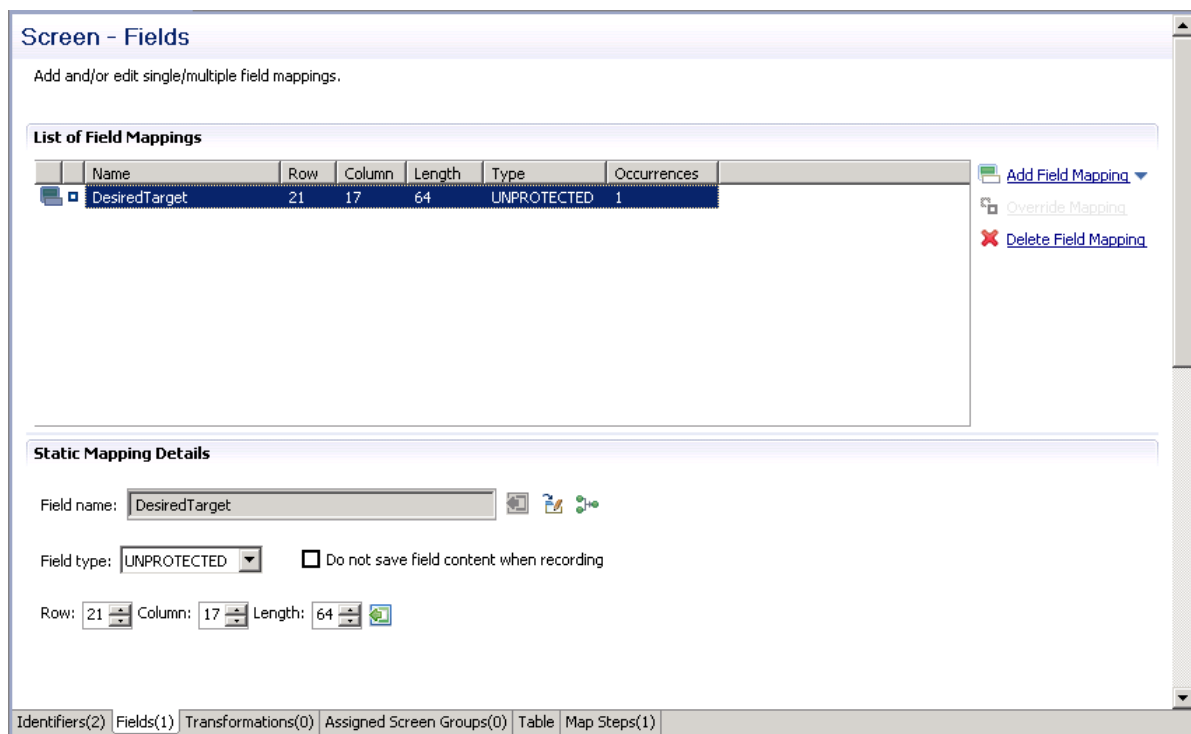 Screen - Fields
Add and/or edit single/multiple field mappings.
List of Field Mappings
Name Row Column Length Type Occurrences
DesiredTarget 21 17 64 UNPROTECTED 1
Add Field Mapping
Override Mapping
Delete Field Mapping
Static Mapping Details
Field name: DesiredTarget
Field type: UNPROTECTED Do not save field content when recording
Row: 21 Column: 17 Length: 64
Identifiers(2) Fields(1) Transformations(0) Assigned Screen Groups(0) Table Map Steps(1)